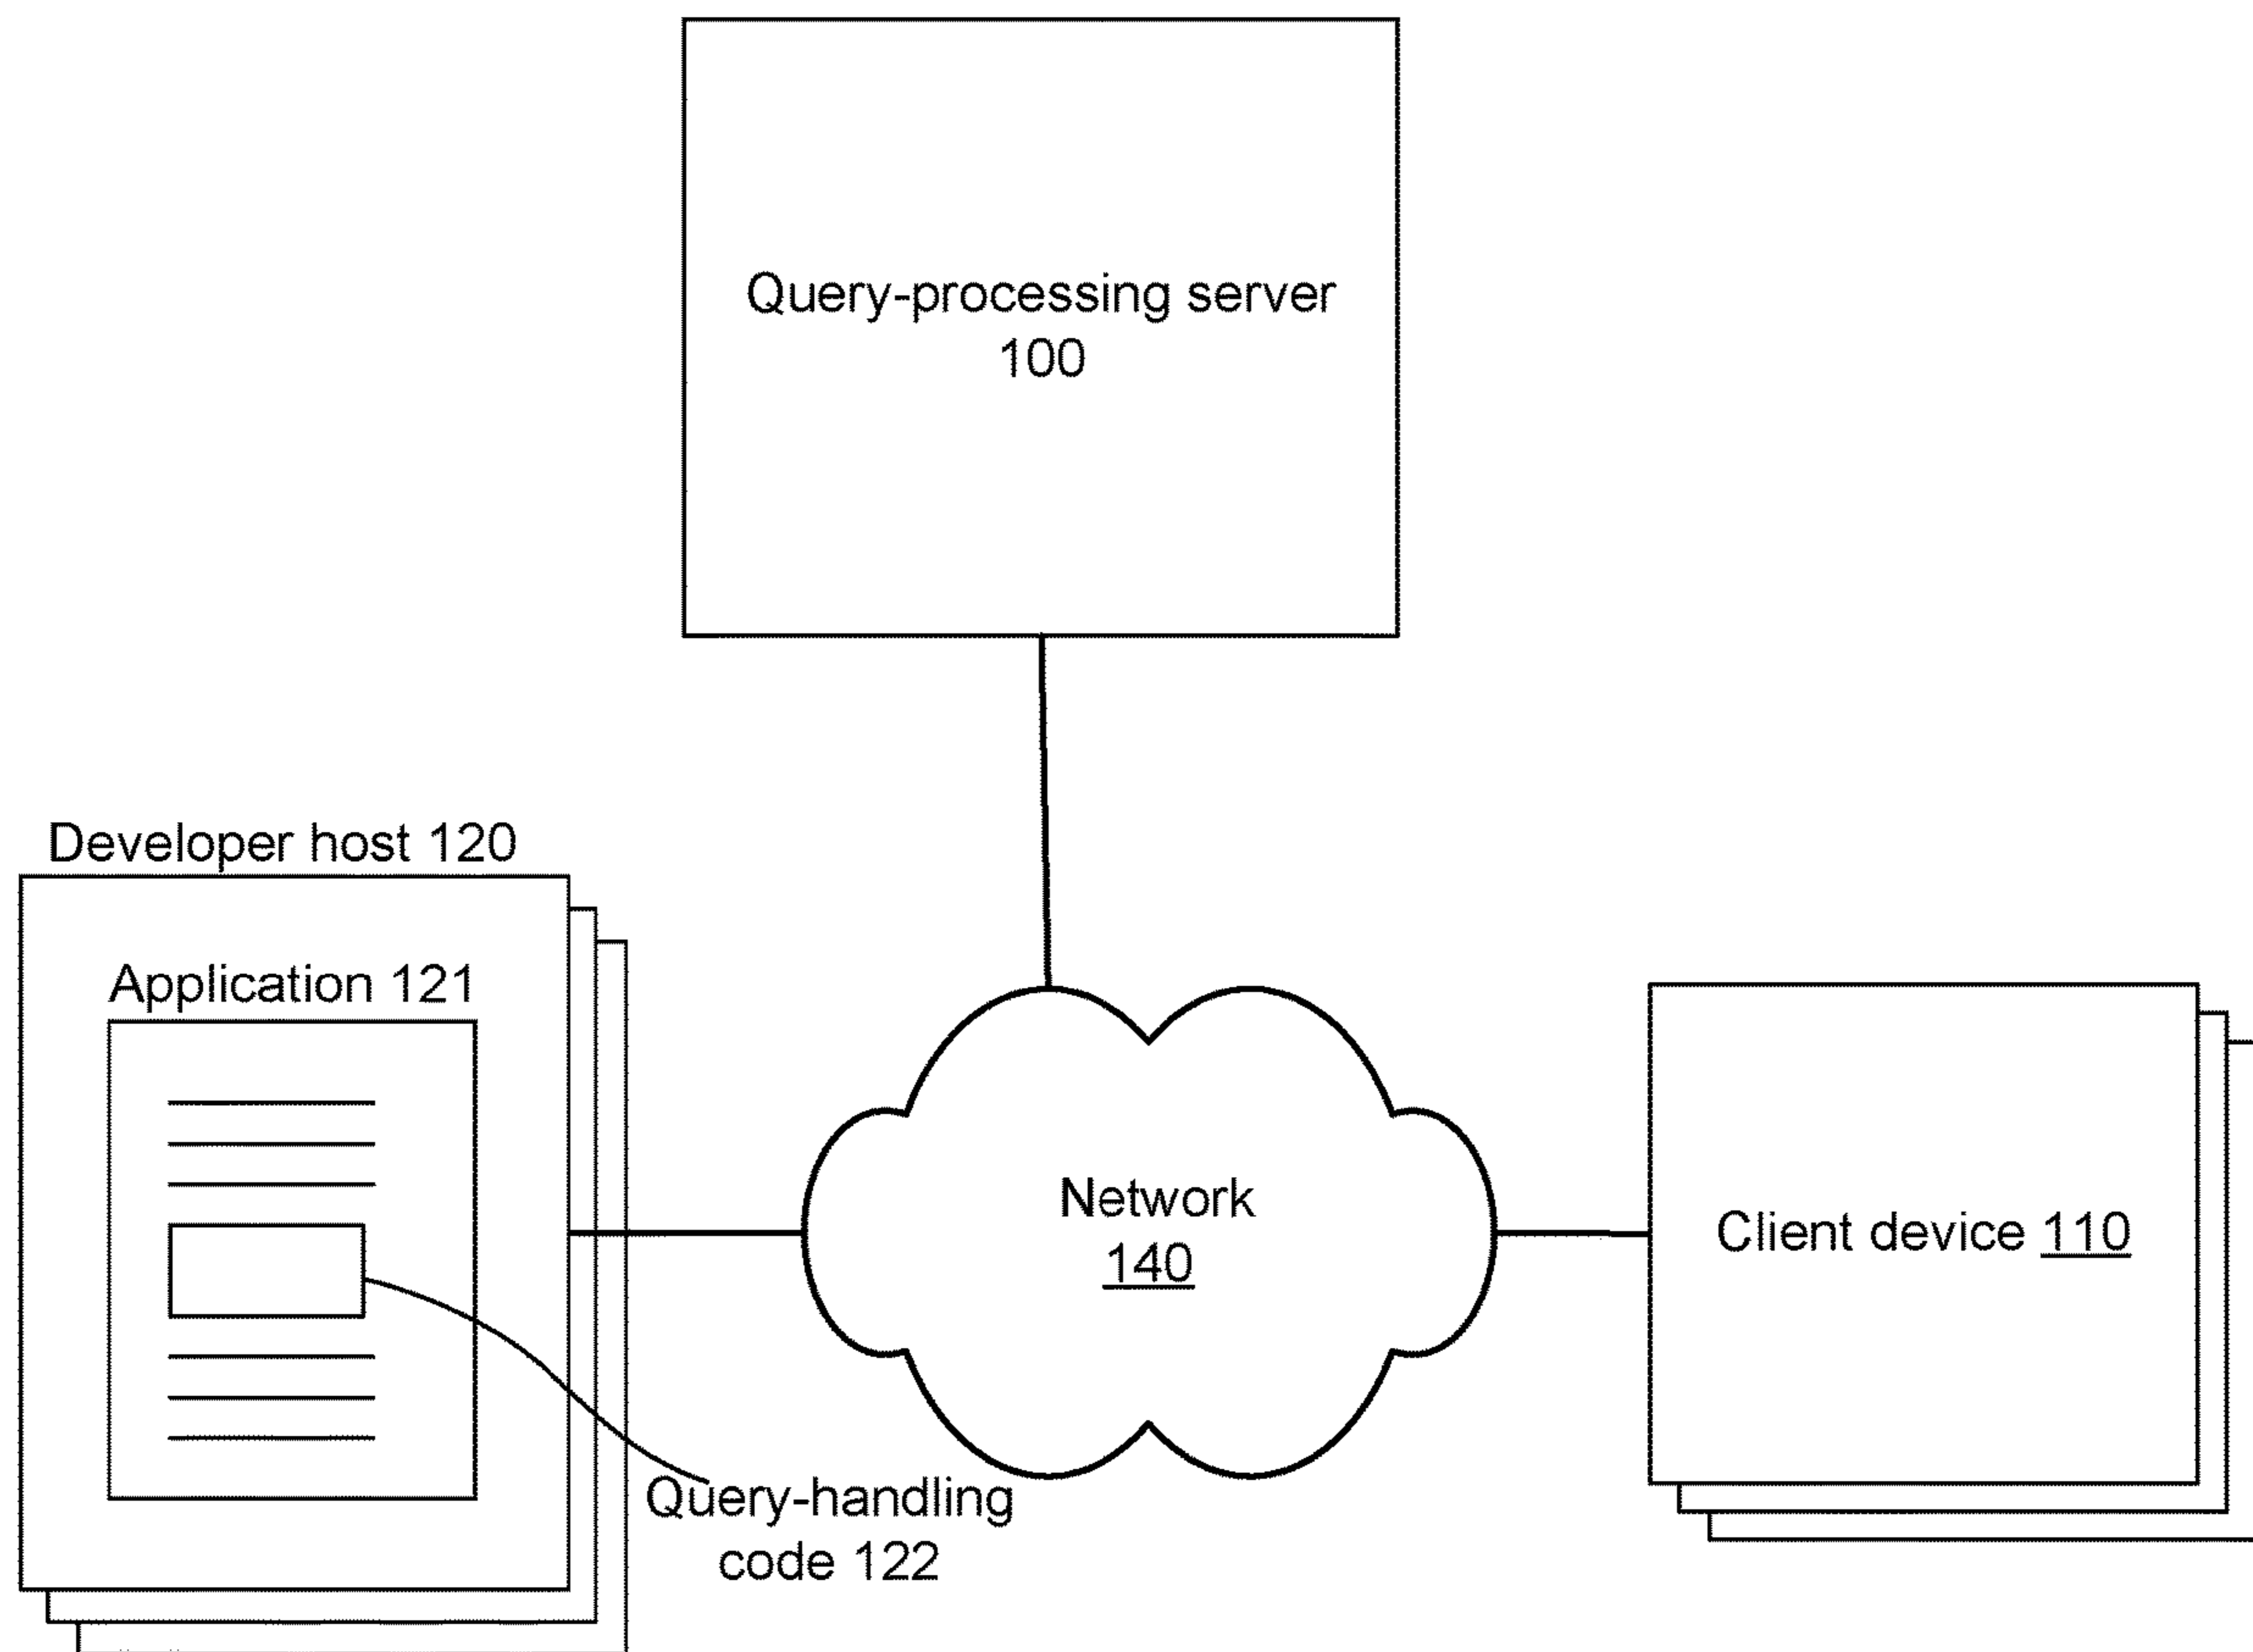 Query-processing server
100
Developer host 120
Application 121
Network
140
Client device 110
Query-handling
code 122